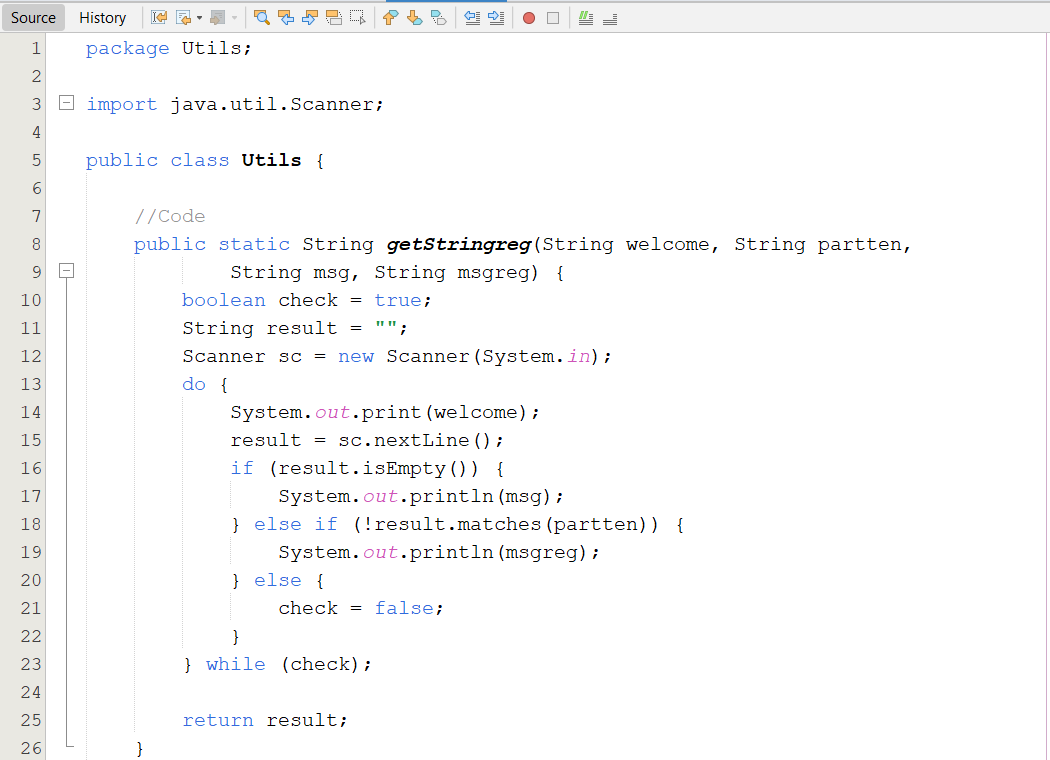 Source History
1 package Utils;
2
3 import java.util.Scanner;
4
5 public class Utils {
6
7 //Code
8 public static String getStringreg(String welcome, String partten,
9 String msg, String msgreg) {
10 boolean check = true;
11 String result = "";
12 Scanner sc = new Scanner(System.in);
13 do {
14 System.out.print(welcome);
15 result = sc.nextLine();
16 if (result.isEmpty()) {
17 System.out.println(msg);
18 } else if (!result.matches(partten)) {
19 System.out.println(msgreg);
20 } else {
21 check = false;
22 }
23 } while (check);
24
25 return result;
26 }